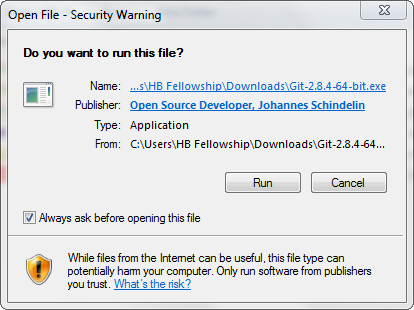 Open File - Security Warning
Do you want to run this file?
Name: ...s\HB Fellowship\Downloads\Git-2.8.4-64-bit.exe
Publisher: Open Source Developer, Johannes Schindelin
Type: Application
From: C:\Users\HB Fellowship\Downloads\Git-2.8.4-64...
Run Cancel
Always ask before opening this file
While files from the Internet can be useful, this file type can
potentially harm your computer. Only run software from publishers
you trust. What's the risk?